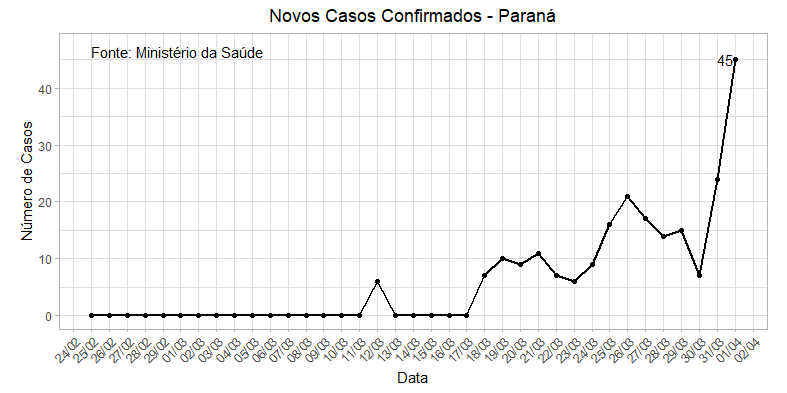 Novos Casos Confirmados - Paraná
Fonte: Ministério da Saúde
45
Número de Casos
40
30
20
10
0
24/02 25/02 26/02 27/02 28/02 29/02 01/03 02/03 03/03 04/03 05/03 06/03 07/03 08/03 09/03 10/03 11/03 12/03 13/03 14/03 15/03 16/03 17/03 18/03 19/03 20/03 21/03 22/03 23/03 24/03 25/03 26/03 27/03 28/03 29/03 30/03 31/03 01/04 02/04
Data